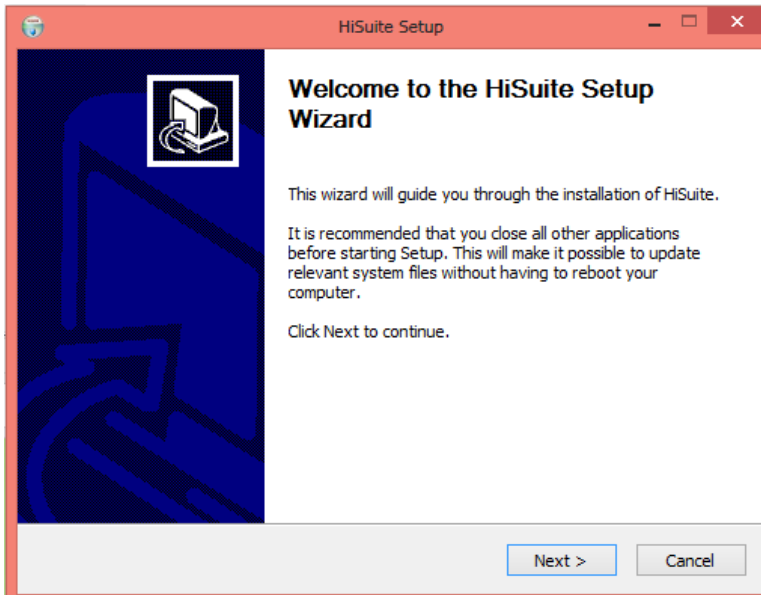 HiSuite Setup
Welcome to the HiSuite Setup
Wizard
This wizard will guide you through the installation of HiSuite.
It is recommended that you close all other applications
before starting Setup. This will make it possible to update
relevant system files without having to reboot your
computer.
Click Next to continue.
Next >
Cancel